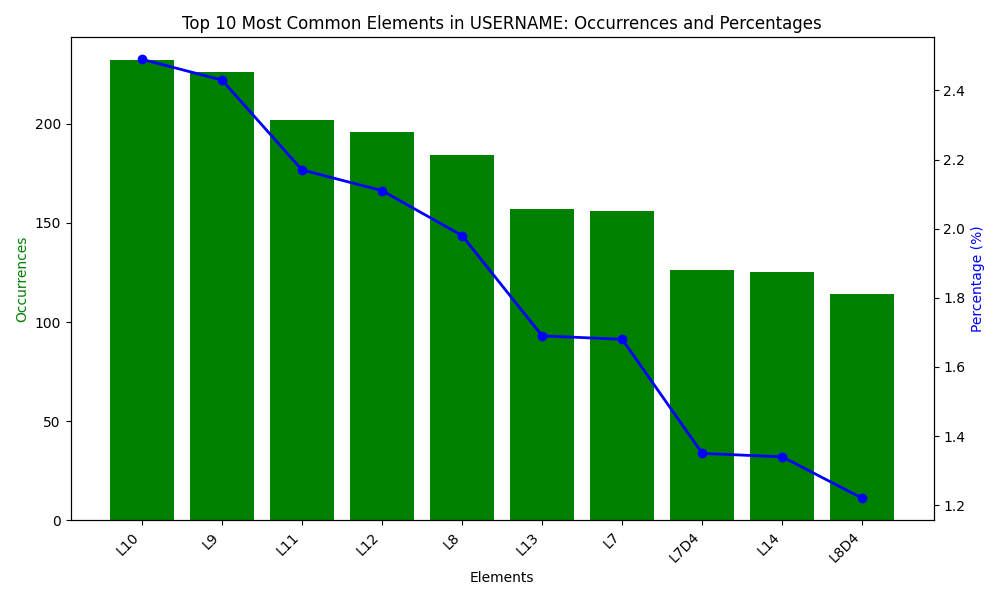 Top 10 Most Common Elements in USERNAME: Occurrences and Percentages
Occurrences
200
150
100
50
0
2.4
2.2
2.0
1.8
1.6
1.4
1.2
Percentage (%)
L10
L9
L11
L12
L8
L13
L7
L7D4
L14
L8D4
Elements